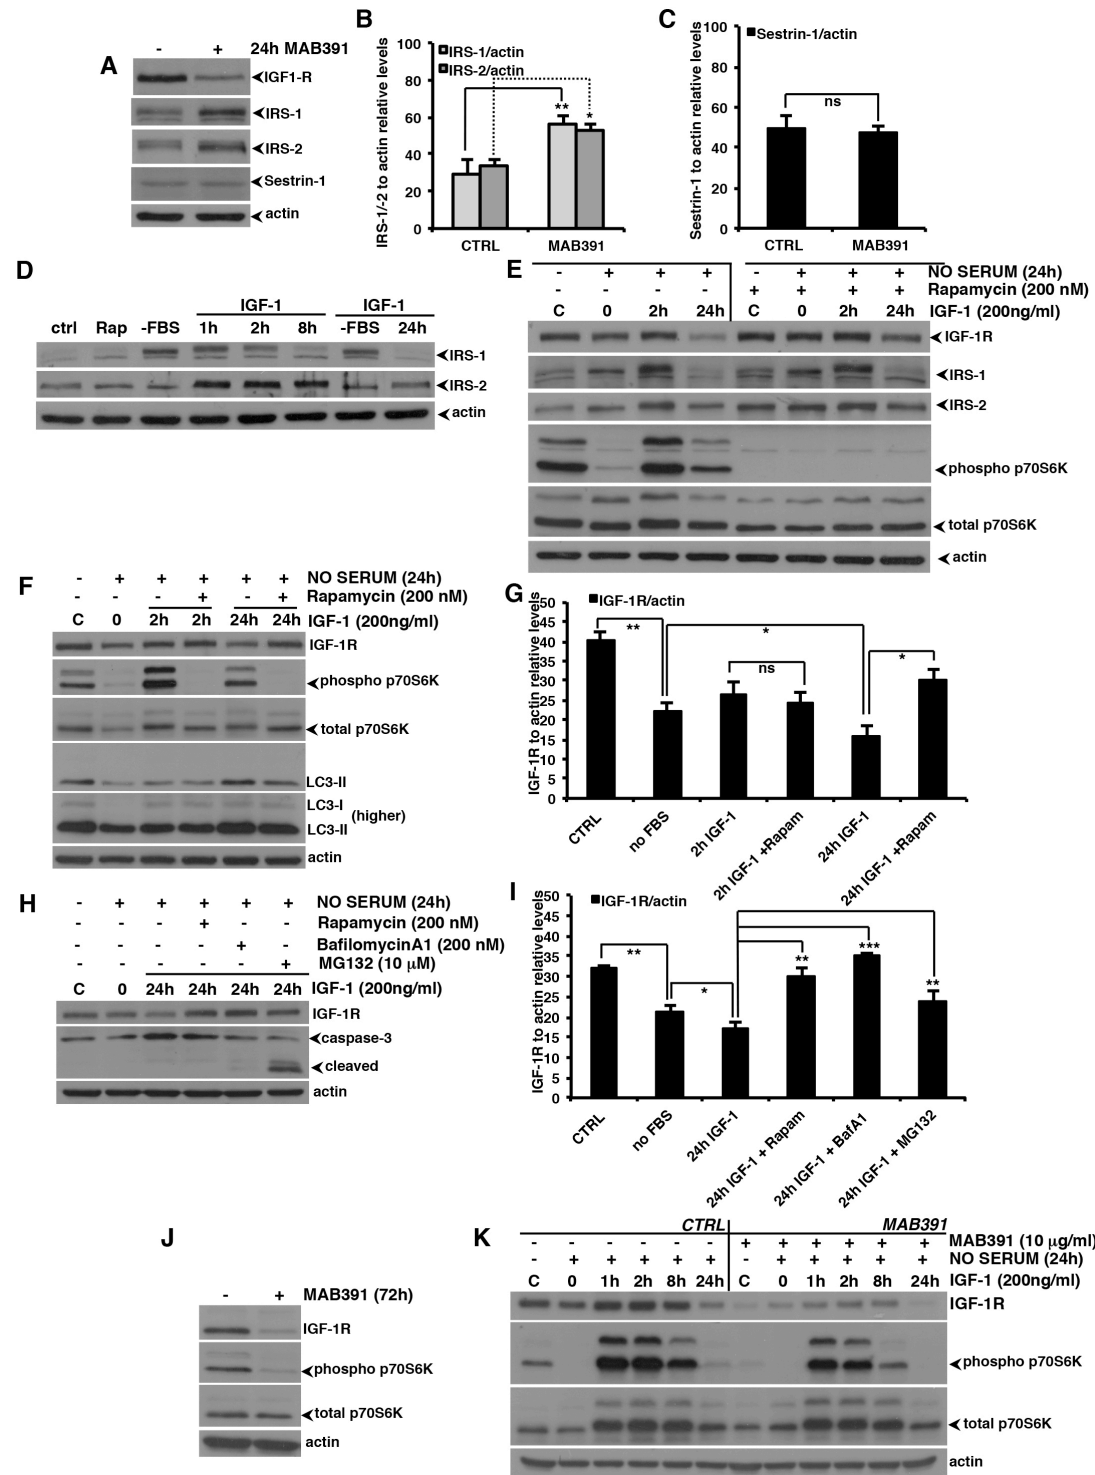 A
- + 24h MAB391
IGF1-R
IRS-1
IRS-2
Sestrin-1
actin
B
IRS-1/-2 to actin relative levels
100
80
60
40
20
0
IRS-1/actin
IRS-2/actin
**
*
CTRL MAB391
C
Sestrin-1 to actin relative levels
100
80
60
40
20
0
Sestrin-1/actin
ns
CTRL MAB391
D
IGF-1 IGF-1
ctrl Rap -FBS 1h 2h 8h -FBS 24h
IRS-1
IRS-2
actin
E
- + + + - + + + NO SERUM (24h)
- - - - + + + + Rapamycin (200 nM)
C 0 2h 24h C 0 2h 24h IGF-1 (200ng/ml)
IGF-1R
IRS-1
IRS-2
phospho p70S6K
total p70S6K
actin
F
- + + + + + NO SERUM (24h)
- - - + - + Rapamycin (200 nM)
C 0 2h 2h 24h 24h IGF-1 (200ng/ml)
IGF-1R
phospho p70S6K
total p70S6K
LC3-II
LC3-I
(higher)
LC3-II
actin
G
IGF-1R to actin relative levels
50
45
40
35
30
25
20
15
10
5
0
IGF-1R/actin
**
*
ns
*
CTRL
no FBS
2h IGF-1
2h IGF-1 +Rapam
24h IGF-1
24h IGF-1 +Rapam
H
- + + + + + NO SERUM (24h)
- - - + - - Rapamycin (200 nM)
- - - - + - BafilomycinA1 (200 nM)
- - - - - + MG132 (10 µM)
C 0 24h 24h 24h 24h IGF-1 (200ng/ml)
IGF-1R
caspase-3
cleaved
actin
I
IGF-1R to actin relative levels
50
45
40
35
30
25
20
15
10
5
0
IGF-1R/actin
**
*
**
***
**
CTRL
no FBS
24h IGF-1
24h IGF-1 + Rapam
24h IGF-1 + BafA1
24h IGF-1 + MG132
J
- + MAB391 (72h)
IGF-1R
phospho p70S6K
total p70S6K
actin
K
CTRL MAB391
- - - - - - + + + + + + MAB391 (10 µg/ml)
- + + + + + - + + + + + NO SERUM (24h)
C 0 1h 2h 8h 24h C 0 1h 2h 8h 24h IGF-1 (200ng/ml)
IGF-1R
phospho p70S6K
total p70S6K
actin